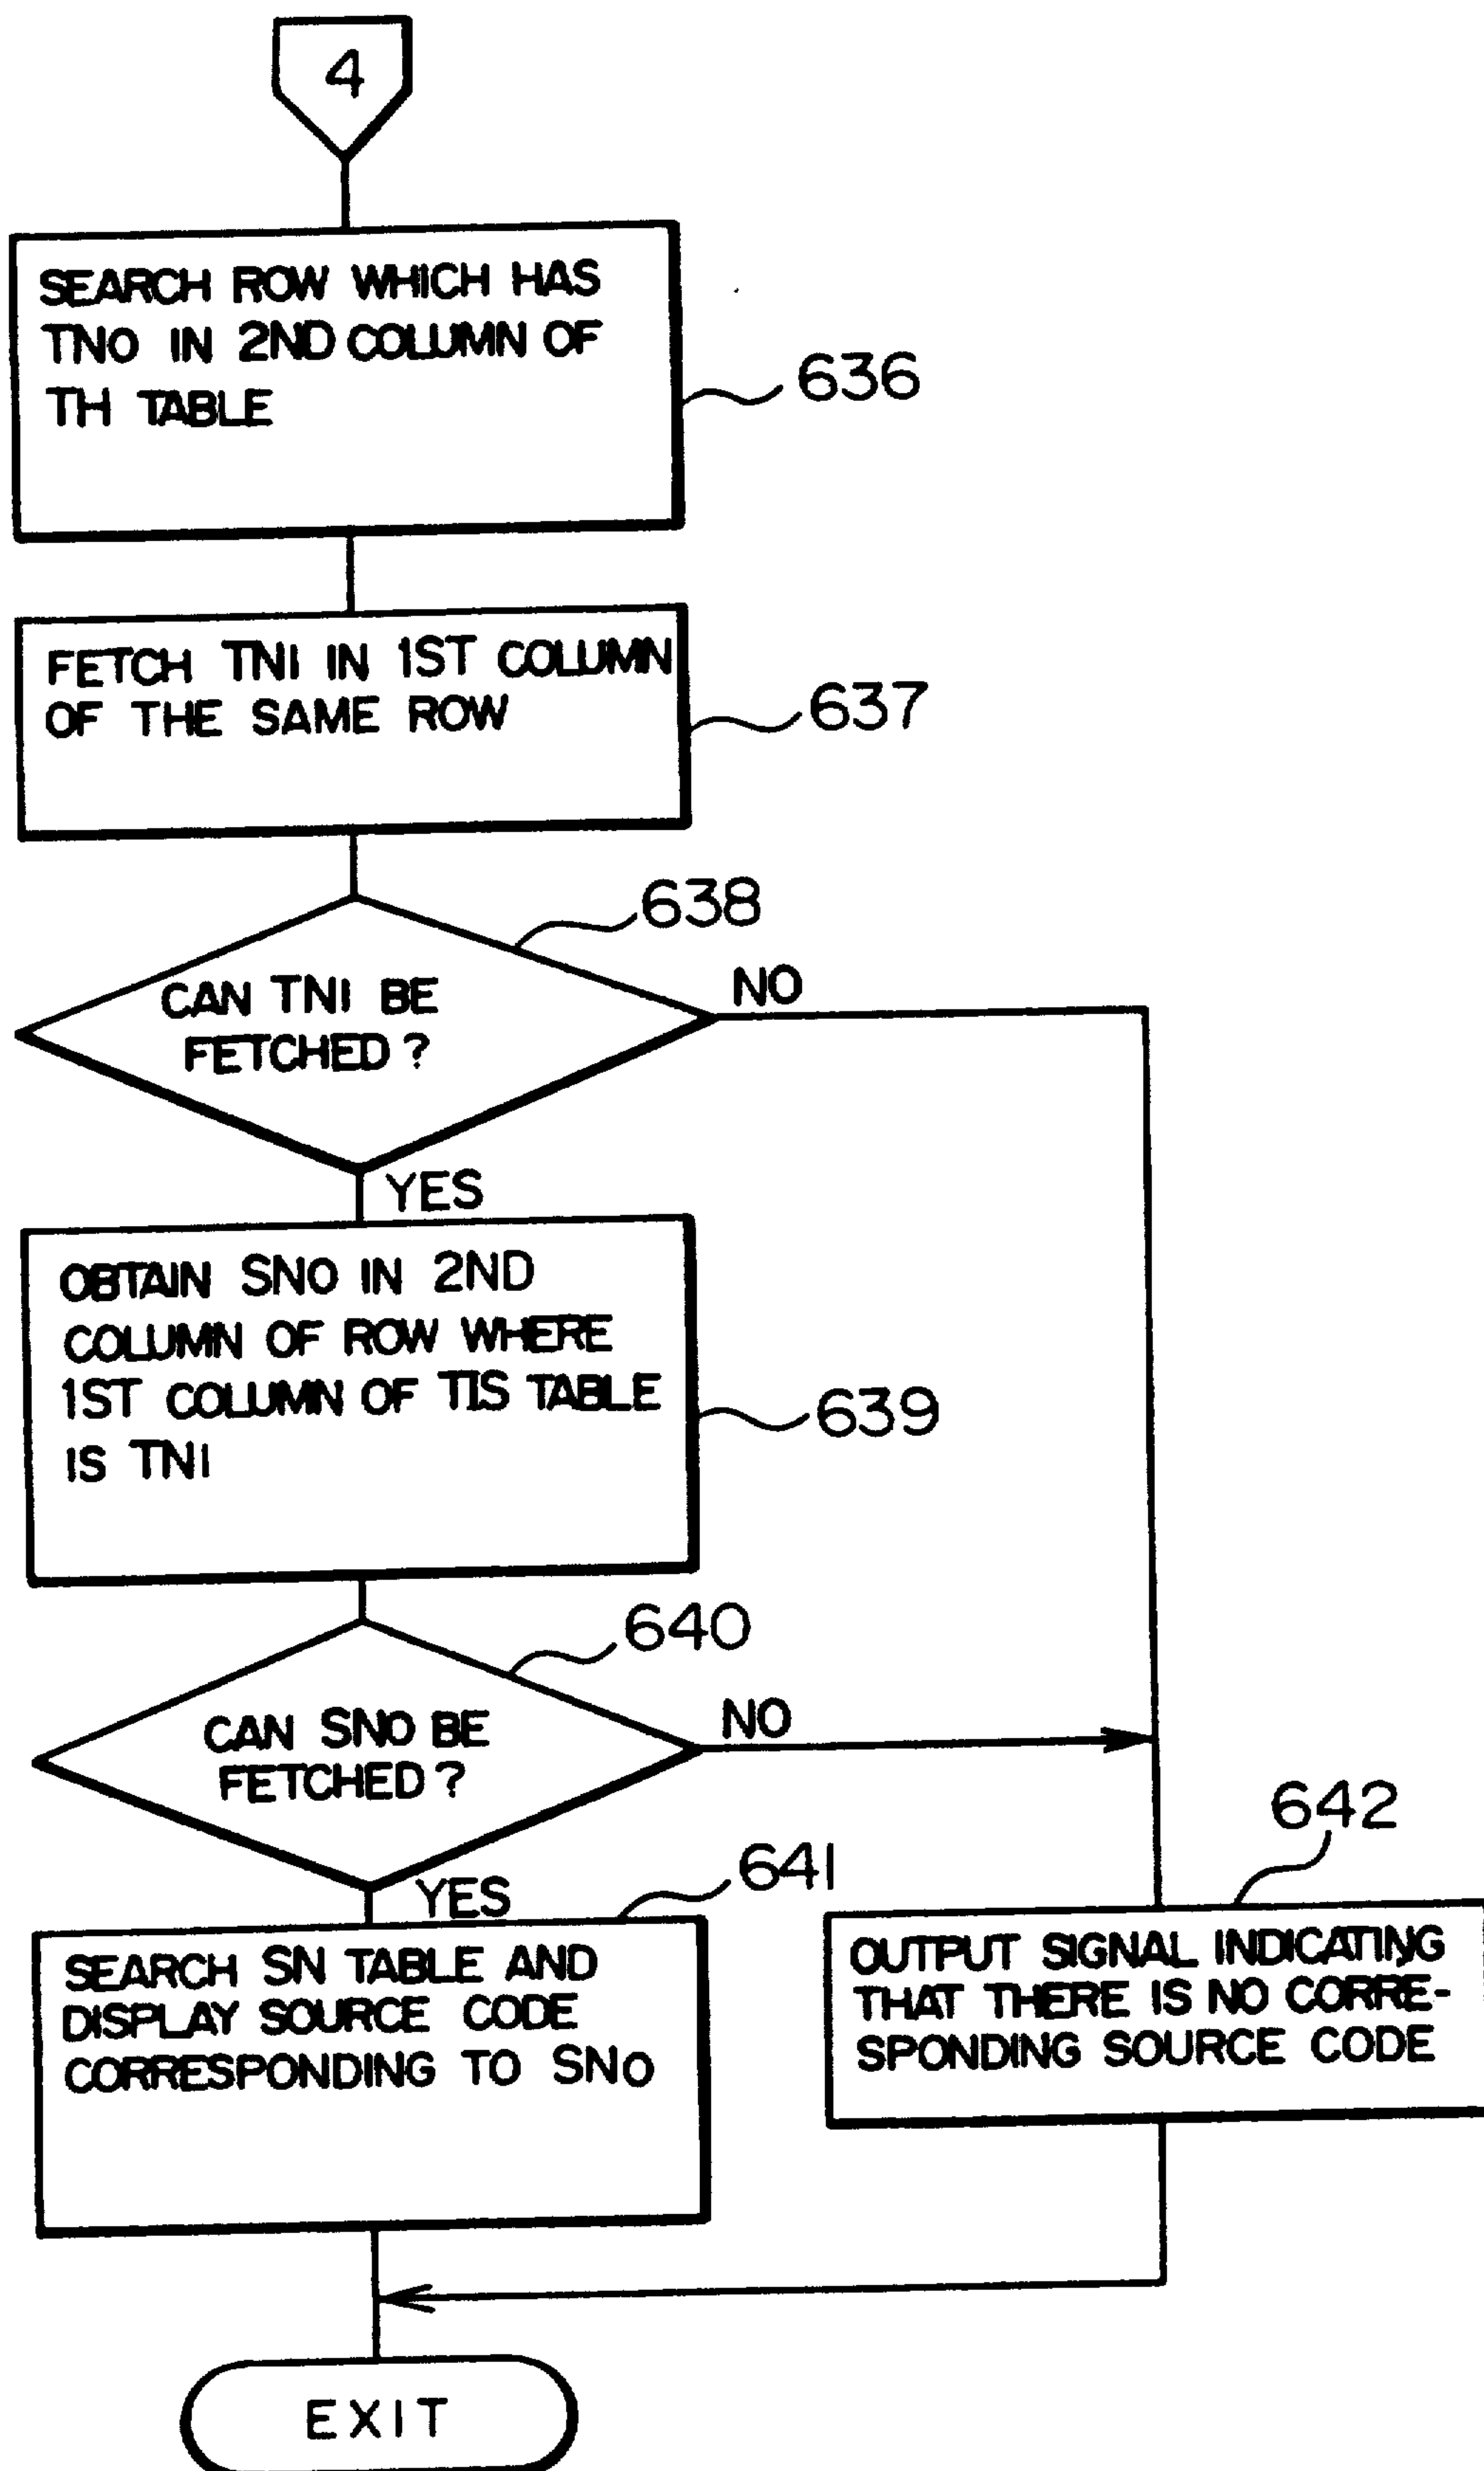 4
SEARCH ROW WHICH HAS
TNO IN 2ND COLUMN OF
TH TABLE
636
FETCH TNI IN 1ST COLUMN
OF THE SAME ROW
637
638
CAN TNI BE
FETCHED ?
NO
YES
OBTAIN SNO IN 2ND
COLUMN OF ROW WHERE
1ST COLUMN OF TIS TABLE
IS TNI
639
640
CAN SNO BE
FETCHED ?
NO
YES
641
642
SEARCH SN TABLE AND
DISPLAY SOURCE CODE
CORRESPONDING TO SNO
OUTPUT SIGNAL INDICATING
THAT THERE IS NO CORRE-
SPONDING SOURCE CODE
EXIT